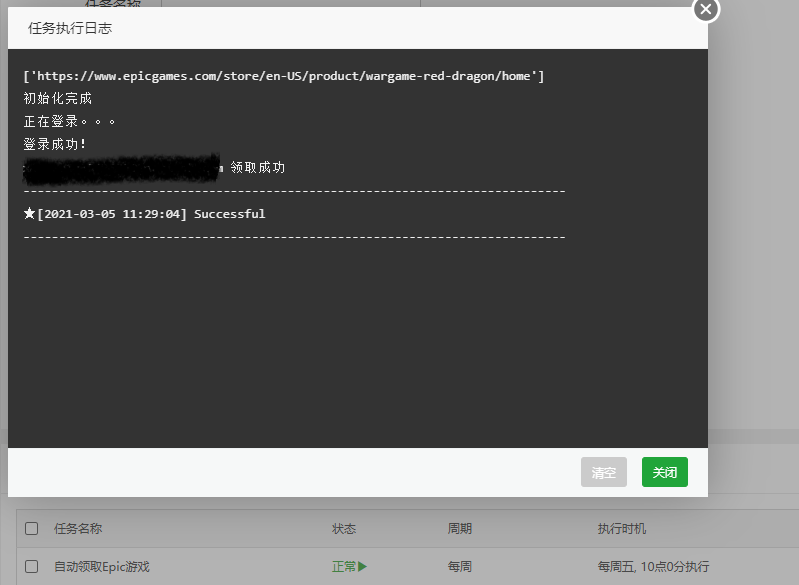 任务名称
任务执行日志
['https://www.epicgames.com/store/en-US/product/wargame-red-dragon/home']
初始化完成
正在登录。。。
登录成功!
领取成功
----------------------------------------------------------------------------
★[2021-03-05 11:29:04] Successful
----------------------------------------------------------------------------
清空 关闭
任务名称 状态 周期 执行时机
自动领取Epic游戏 正常▶ 每周 每周五, 10点0分执行